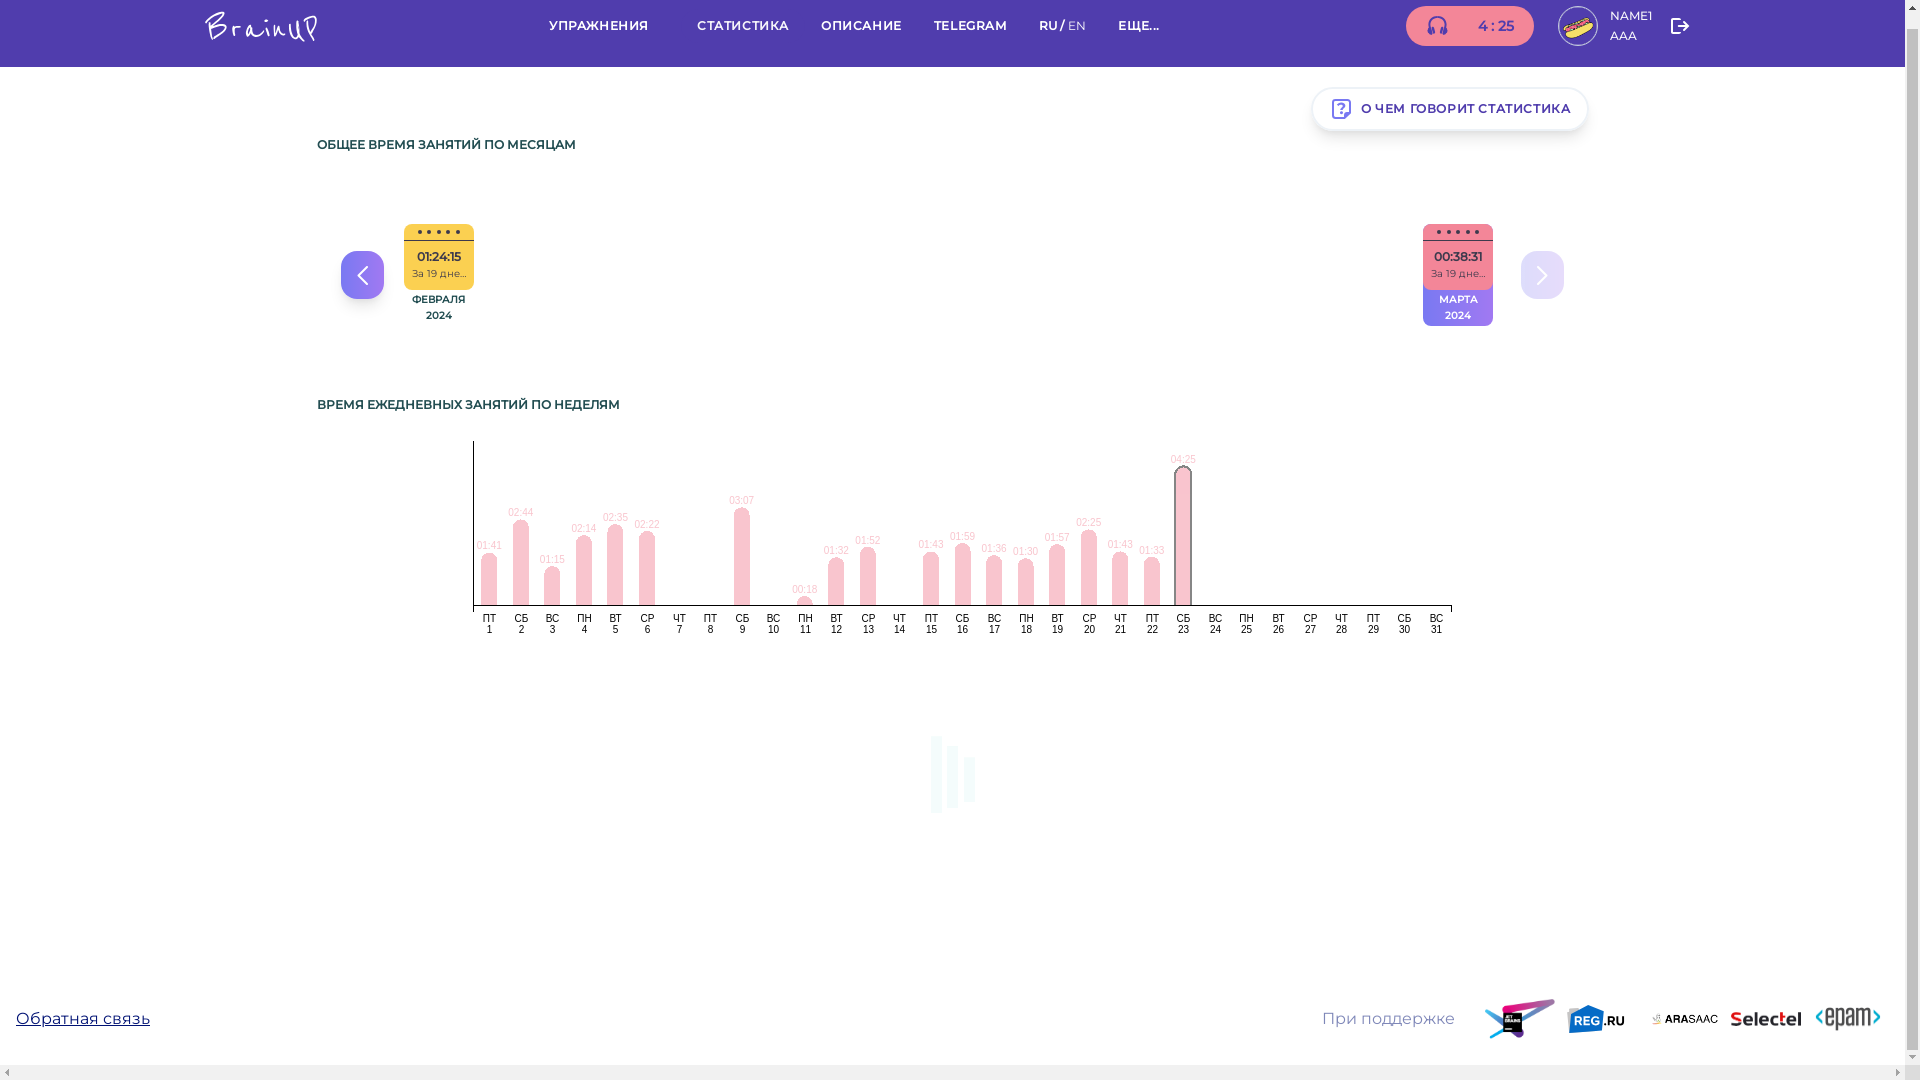 BrainUP
УПРАЖНЕНИЯ
СТАТИСТИКА
ОПИСАНИЕ
TELEGRAM
RU / EN
ЕЩЕ...
4 : 25
NAME1
AAA
О ЧЕМ ГОВОРИТ СТАТИСТИКА
ОБЩЕЕ ВРЕМЯ ЗАНЯТИЙ ПО МЕСЯЦАМ
01:24:15
За 19 дне...
ФЕВРАЛЯ
2024
00:38:31
За 19 дне...
МАРТА
2024
ВРЕМЯ ЕЖЕДНЕВНЫХ ЗАНЯТИЙ ПО НЕДЕЛЯМ
01:41 02:44 01:15 02:14 02:35 02:22 03:07 00:18 01:32 01:52 01:43 01:59 01:36 01:30 01:57 02:25 01:43 01:33 04:25
ПТ СБ ВС ПН ВТ СР ЧТ ПТ СБ ВС ПН ВТ СР ЧТ ПТ СБ ВС ПН ВТ СР ЧТ ПТ СБ ВС ПН ВТ СР ЧТ ПТ СБ ВС
1 2 3 4 5 6 7 8 9 10 11 12 13 14 15 16 17 18 19 20 21 22 23 24 25 26 27 28 29 30 31
Обратная связь
При поддержке
JET
BRAINS
REG.RU
ARASAAC
Selectel
<epam>